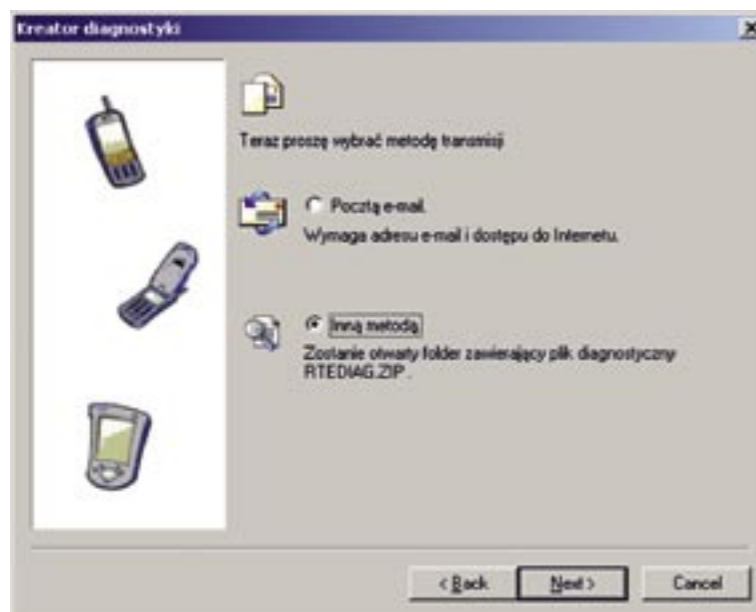 Kreator diagnostyki
Teraz proszę wybrać metodę transmisji
Pocztą e-mail.
Wymaga adresu e-mail i dostępu do Internetu.
Inną metodą.
Zostanie otwarty folder zawierający plik diagnostyczny
RTEDIAG.ZIP.
< Back
Next >
Cancel